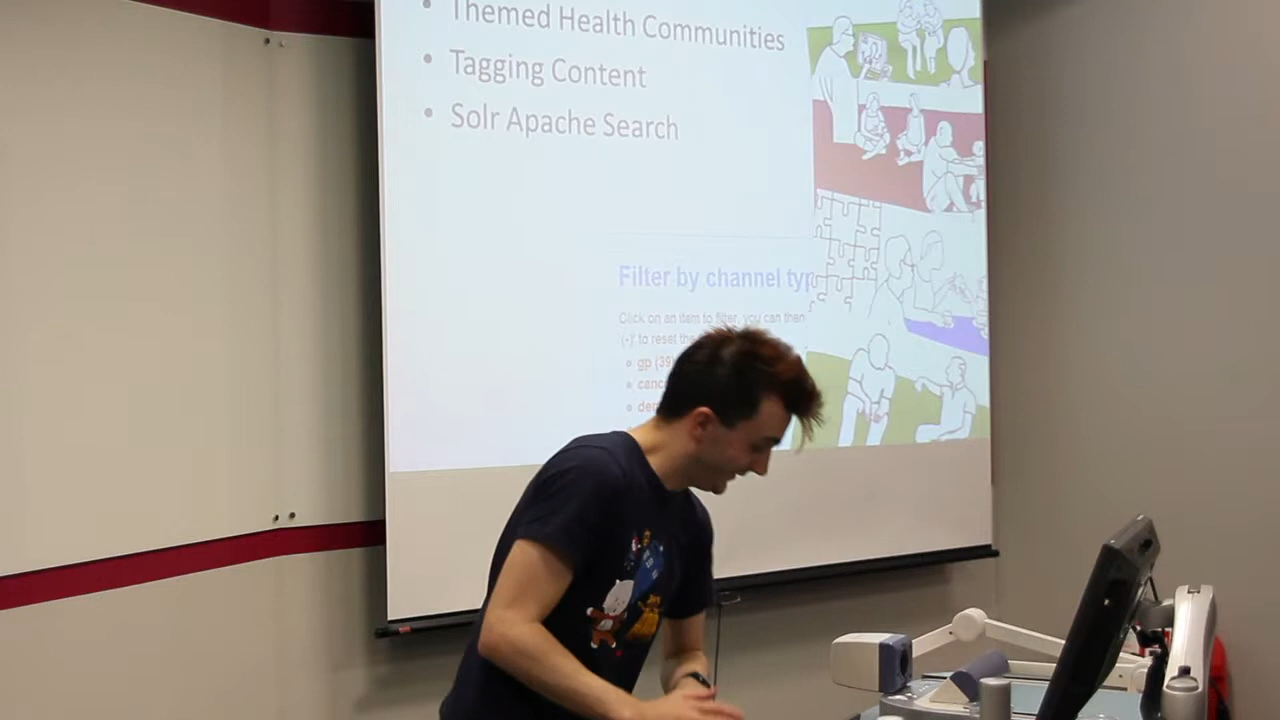 Themed Health Communities
Tagging Content
Solr Apache Search
Filter by channel typ
Click on an item to filter, you can then
'(-)' to reset the
gp (39)